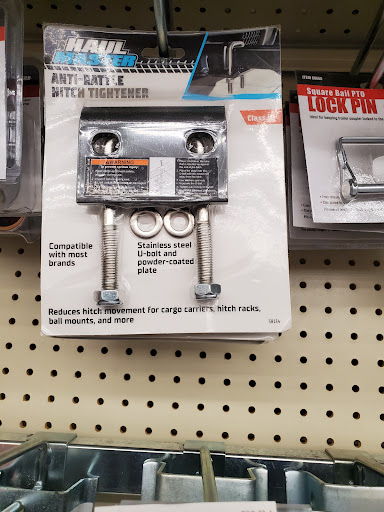 HAUL
MASTER
ANTI-RATTLE
HITCH TIGHTENER
WARNING
Compatible
with most
brands
Stainless steel
U-bolt and
powder-coated
plate
Reduces hitch movement for cargo carriers, hitch racks,
ball mounts, and more
Square Bail PTO
LOCK PIN